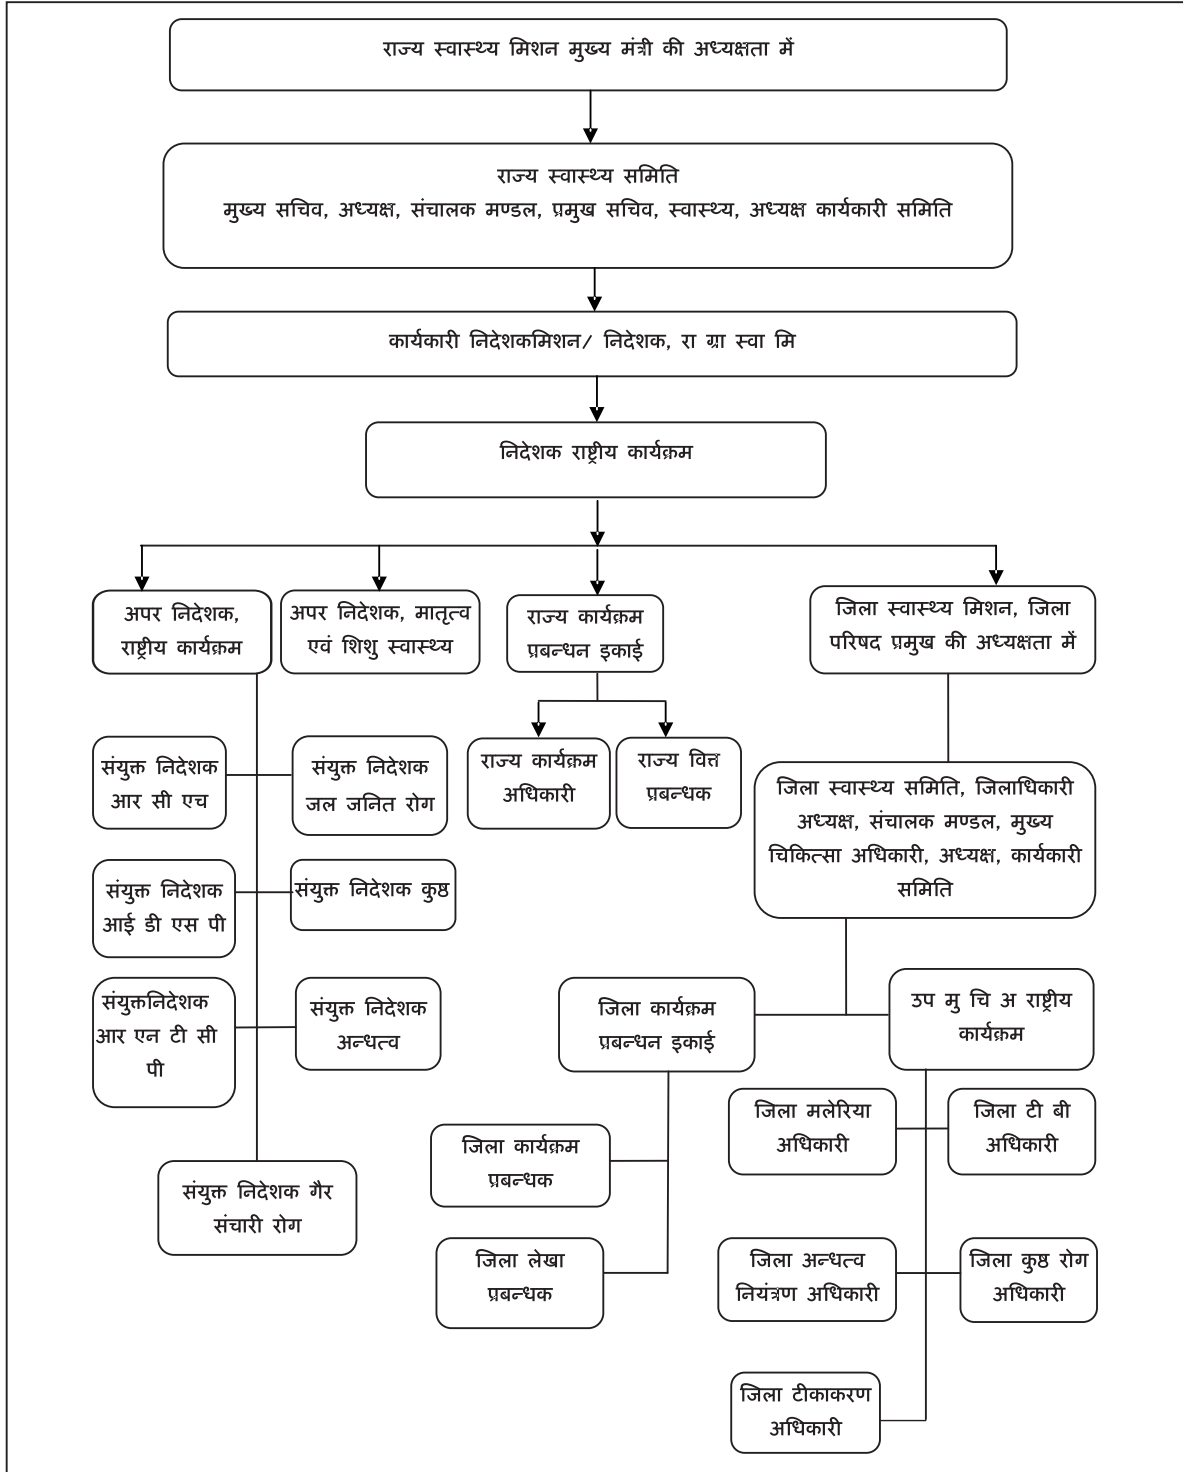 राज्य स्वास्थ्य मिशन मुख्य मंत्री की अध्यक्षता में
राज्य स्वास्थ्य समिति
मुख्य सचिव, अध्यक्ष, संचालक मण्डल, प्रमुख सचिव, स्वास्थ्य, अध्यक्ष कार्यकारी समिति
कार्यकारी निदेशकमिशन/ निदेशक, रा ग्रा स्वा मि
निदेशक राष्ट्रीय कार्यक्रम
अपर निदेशक,
राष्ट्रीय कार्यक्रम
अपर निदेशक, मातृत्व
एवं शिशु स्वास्थ्य
राज्य कार्यक्रम
प्रबन्धन इकाई
जिला स्वास्थ्य मिशन, जिला
परिषद प्रमुख की अध्यक्षता में
संयुक्त निदेशक
आर सी एच
संयुक्त निदेशक
जल जनित रोग
राज्य कार्यक्रम
अधिकारी
राज्य वित्त
प्रबन्धक
जिला स्वास्थ्य समिति, जिलाधिकारी
अध्यक्ष, संचालक मण्डल, मुख्य
चिकित्सा अधिकारी, अध्यक्ष, कार्यकारी
समिति
संयुक्त निदेशक
आई डी एस पी
संयुक्त निदेशक कुष्ठ
संयुक्तनिदेशक
आर एन टी सी
पी
संयुक्त निदेशक
अन्धत्व
जिला कार्यक्रम
प्रबन्धन इकाई
उप मु चि अ राष्ट्रीय
कार्यक्रम
जिला मलेरिया
अधिकारी
जिला टी बी
अधिकारी
जिला कार्यक्रम
प्रबन्धक
संयुक्त निदेशक गैर
संचारी रोग
जिला लेखा
प्रबन्धक
जिला अन्धत्व
नियंत्रण अधिकारी
जिला कुष्ठ रोग
अधिकारी
जिला टीकाकरण
अधिकारी